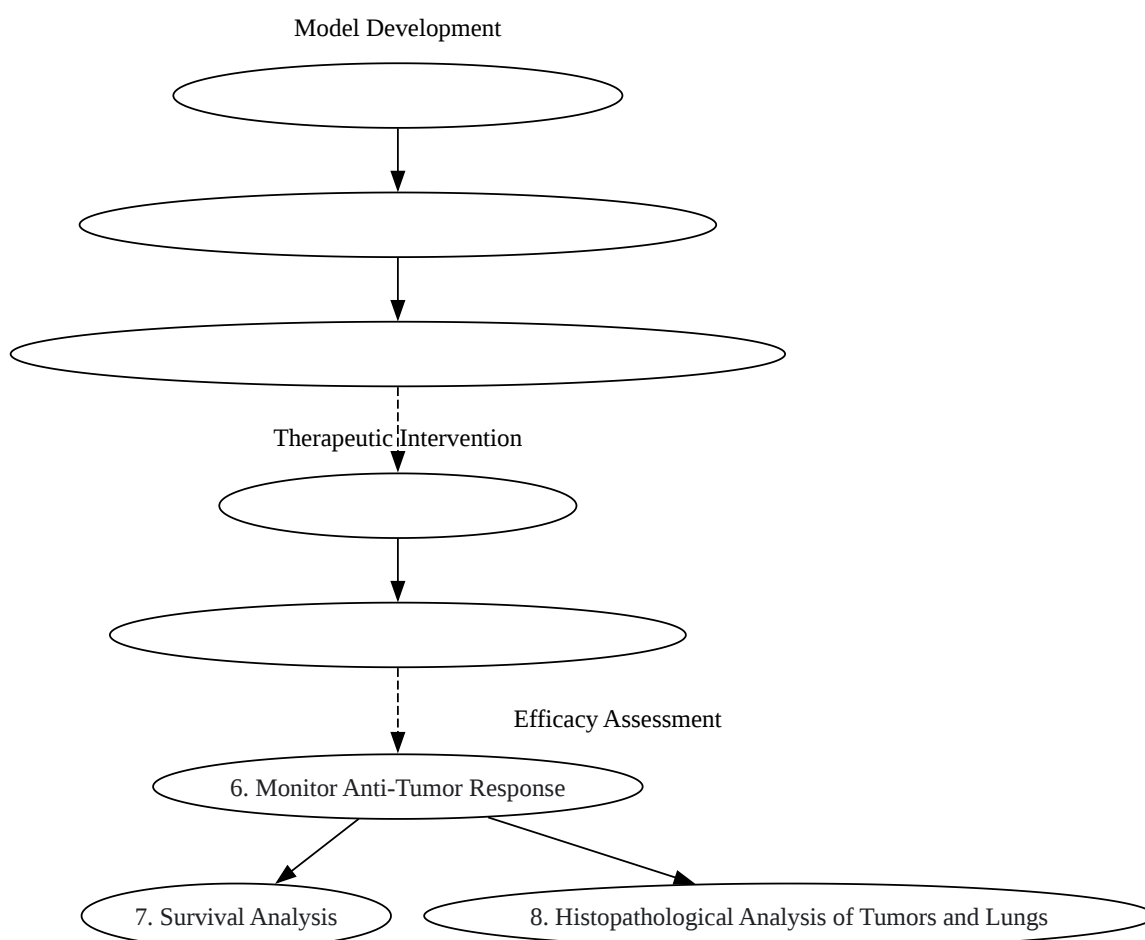 Model Development
Therapeutic Intervention
Efficacy Assessment
6. Monitor Anti-Tumor Response
7. Survival Analysis
8. Histopathological Analysis of Tumors and Lungs